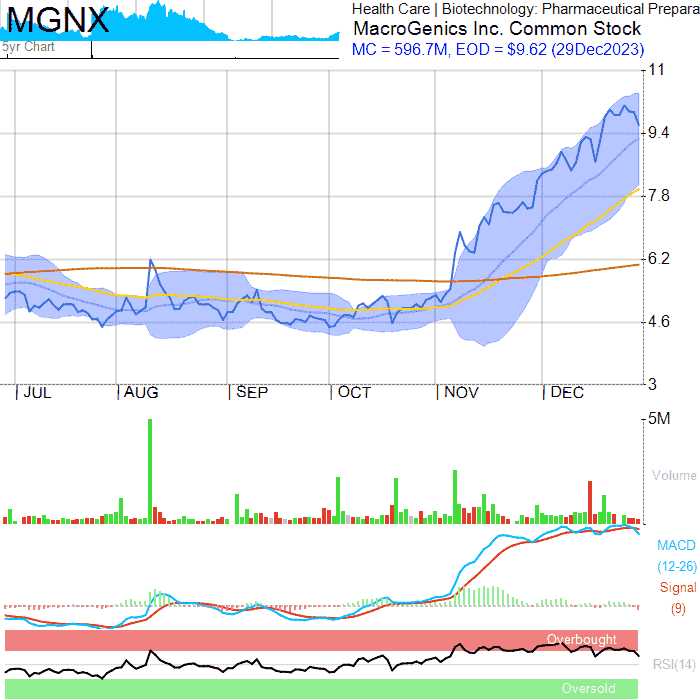 MGNX
5yr Chart
Health Care | Biotechnology: Pharmaceutical Prepara
MacroGenics Inc. Common Stock
MC = 596.7M, EOD = $9.62 (29Dec2023)
11
9.4
7.8
6.2
4.6
3
JUL
AUG
SEP
OCT
NOV
DEC
5M
Volume
MACD
(12-26)
Signal
(9)
Overbought
RSI(14)
Oversold